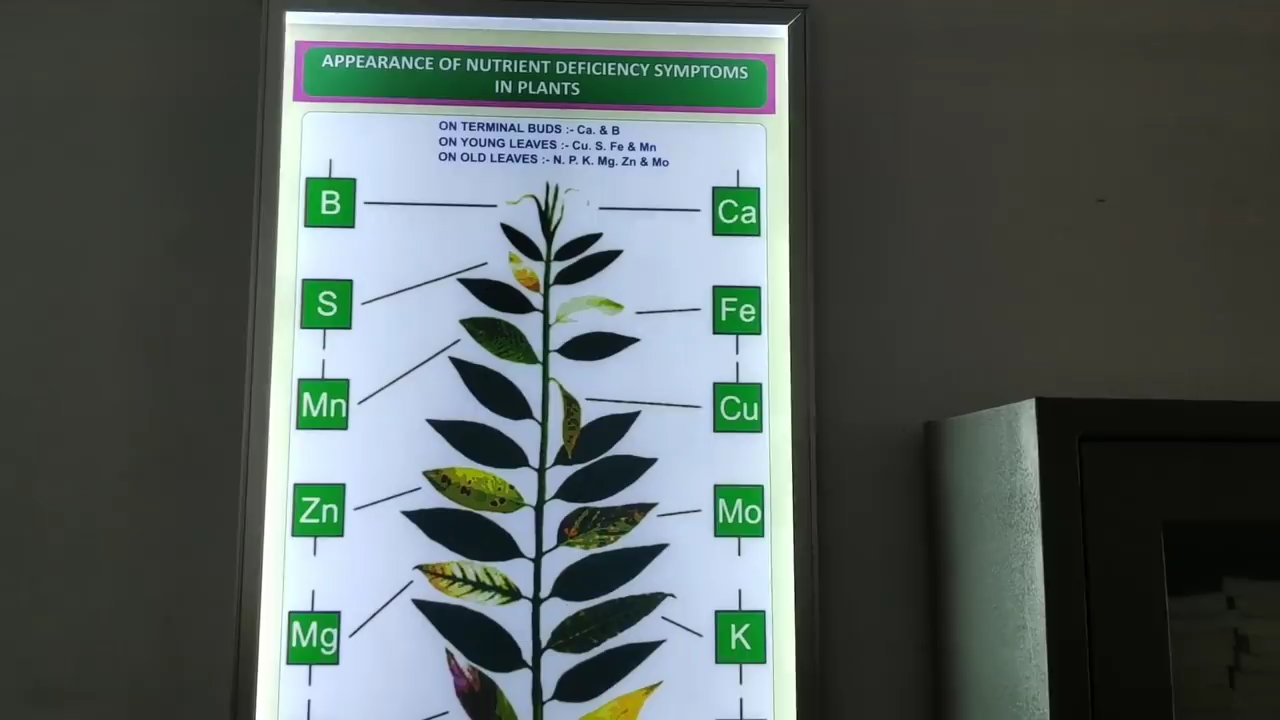 APPEARANCE OF NUTRIENT DEFICIENCY SYMPTOMS
IN PLANTS
ON TERMINAL BUDS :- Ca. & B
ON YOUNG LEAVES :- Cu. S. Fe & Mn
ON OLD LEAVES :- N. P. K. Mg. Zn & Mo
B
Ca
S
Fe
Mn
Cu
Zn
Mo
Mg
K